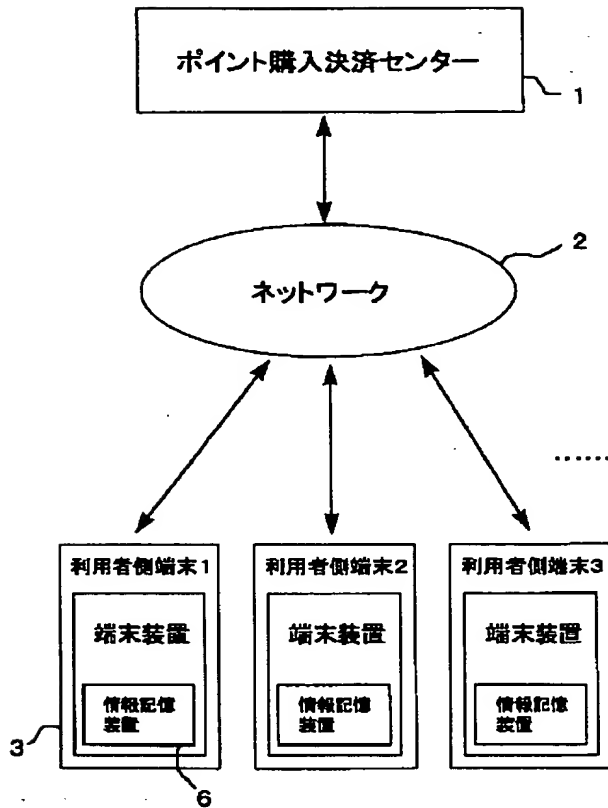 ポイント購入決済センター
1
ネットワーク
2
利用者側端末1
利用者側端末2
利用者側端末3
端末装置
端末装置
端末装置
情報記憶
装置
情報記憶
装置
情報記憶
装置
3
6